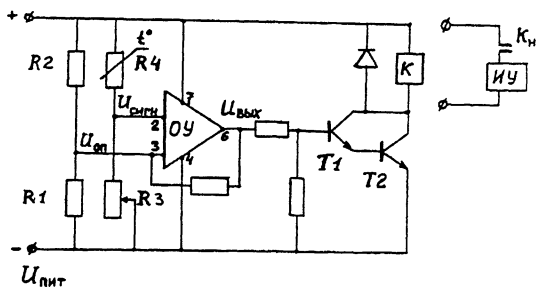 +
R2
t°
R4
Uсигн
2
Uоп
3
7
ОУ
6
4
Uвых
K
Kн
ИУ
T1
T2
R1
R3
-
Uпит